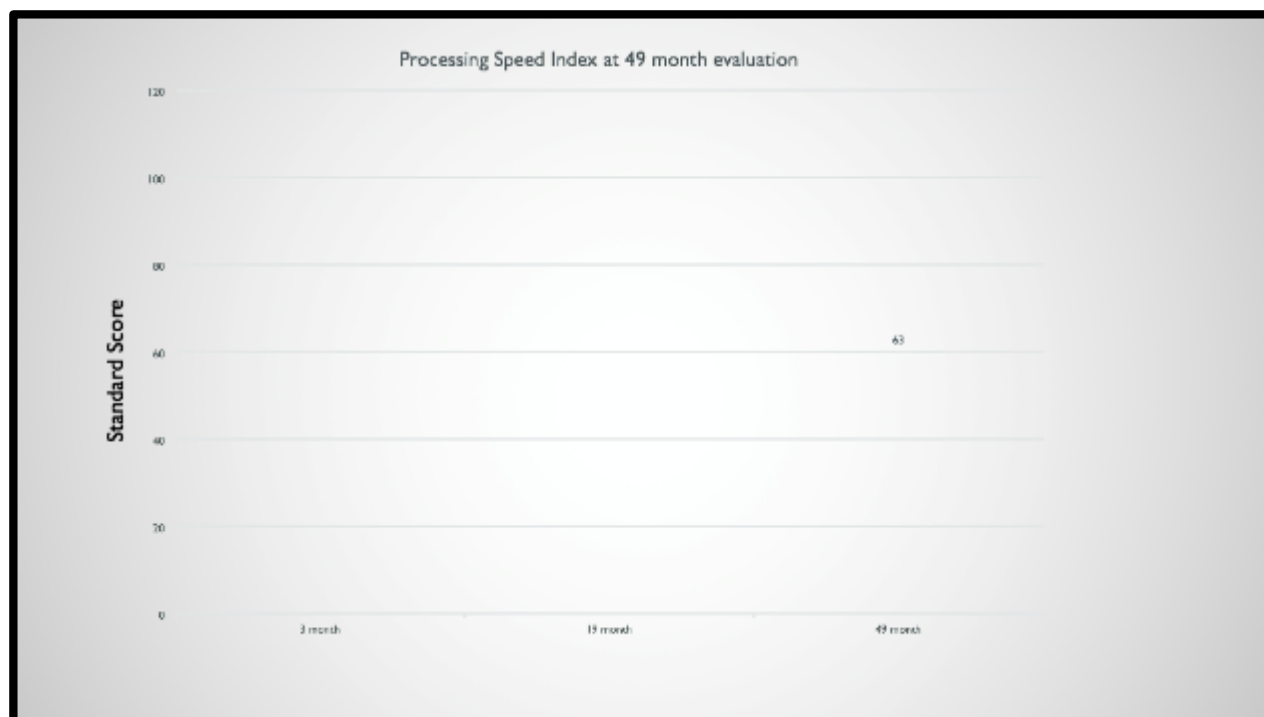 Processing Speed Index at 49 month evaluation
120
100
80
63
Standard Score
60
40
20
0
3 month 19 month 49 month